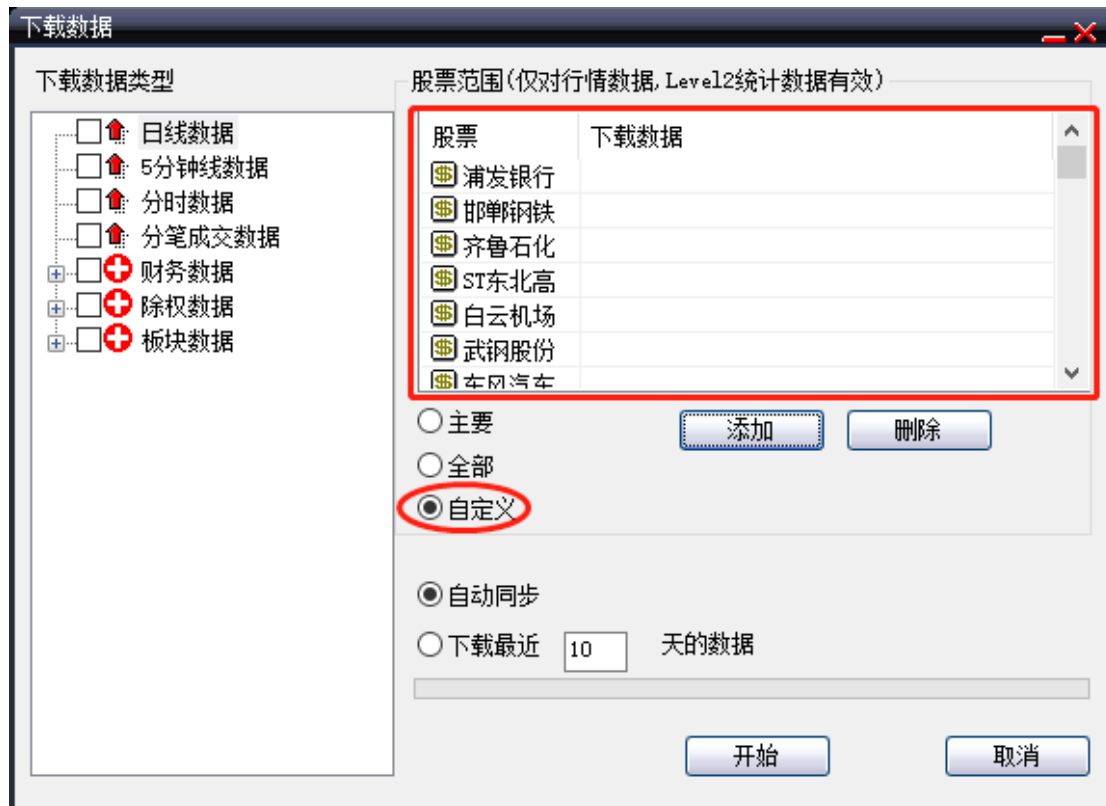 下载数据
下载数据类型
日线数据
5分钟线数据
分时数据
分笔成交数据
财务数据
除权数据
板块数据
股票范围(仅对行情数据,Level2统计数据有效)
股票 下载数据
浦发银行
邯郸钢铁
齐鲁石化
ST东北高
白云机场
武钢股份
东风汽车
主要
添加 删除
全部
自定义
自动同步
下载最近 10 天的数据
开始 取消